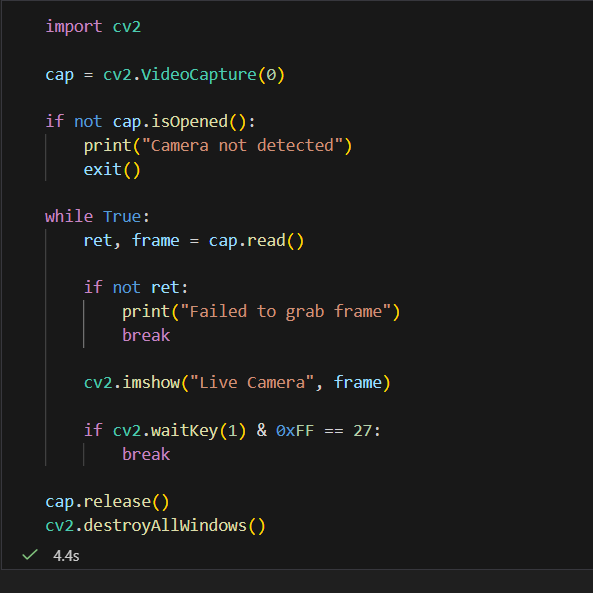 import cv2
cap = cv2.VideoCapture(0)
if not cap.isOpened():
    print("Camera not detected")
    exit()
while True:
    ret, frame = cap.read()
    if not ret:
        print("Failed to grab frame")
        break
    cv2.imshow("Live Camera", frame)
    if cv2.waitKey(1) & 0xFF == 27:
        break
cap.release()
cv2.destroyAllWindows()
4.4s